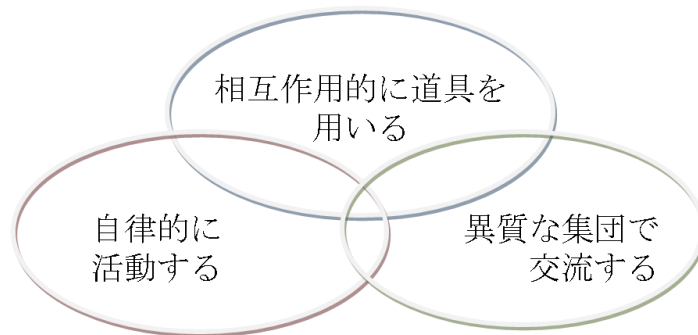 相互作用的に道具を
用いる
自律的に
活動する
異質な集団で
交流する